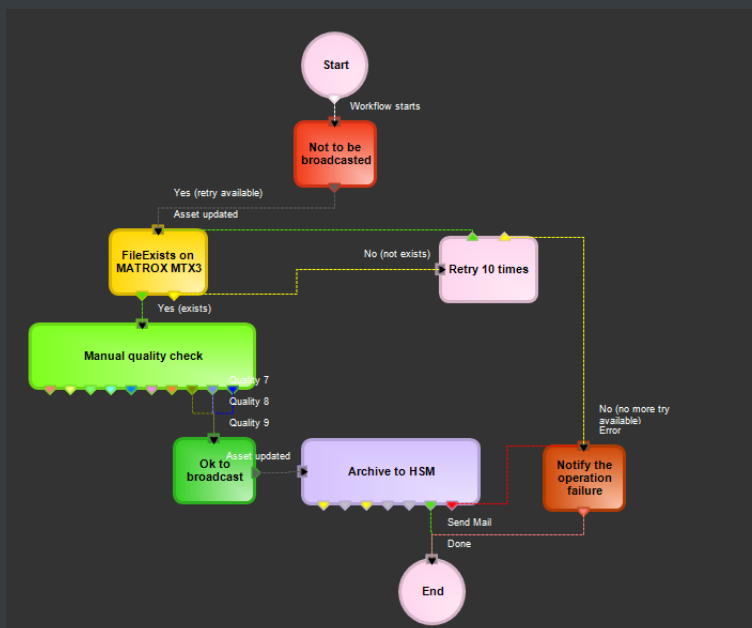 Start
Workflow starts
Not to be
broadcasted
Yes (retry available)
Asset updated
FileExists on
MATROX MTX3
No (not exists)
Retry 10 times
Yes (exists)
Manual quality check
Quality 7
Quality 8
Quality 9
No (no more try
available)
Error
Ok to
broadcast
Asset updated
Archive to HSM
Notify the
operation
failure
Send Mail
Done
End